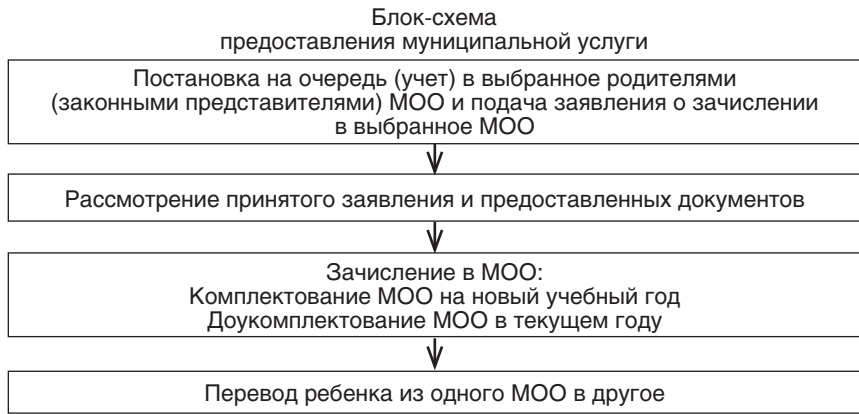 Блок-схема
предоставления муниципальной услуги
Постановка на очередь (учет) в выбранное родителями
(законными представителями) МОО и подача заявления о зачислении
в выбранное МОО
Рассмотрение принятого заявления и предоставленных документов
Зачисление в МОО:
Комплектование МОО на новый учебный год
Доукомплектование МОО в текущем году
Перевод ребенка из одного МОО в другое